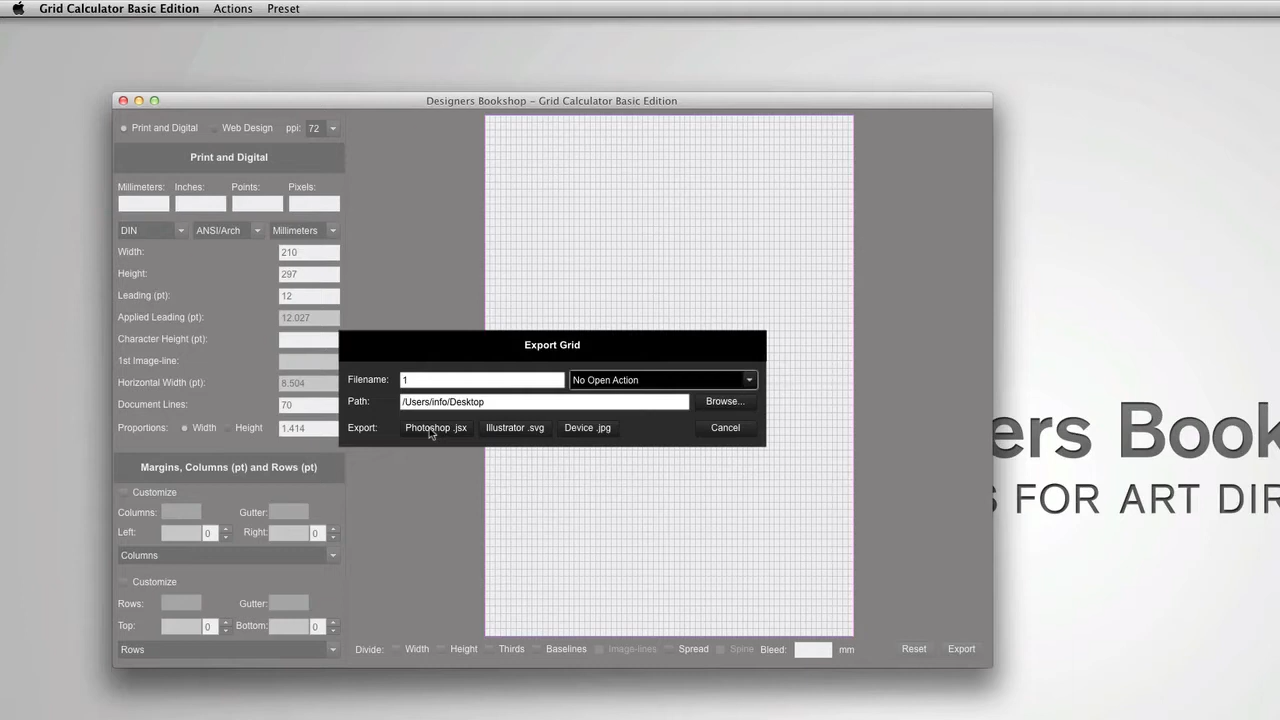 Grid Calculator Basic Edition Actions Preset
Designers Bookshop – Grid Calculator Basic Edition
Print and Digital Web Design ppi: 72
Print and Digital
Millimeters: Inches: Points: Pixels:
DIN ANSI/Arch Millimeters
Width: 210
Height: 297
Leading (pt): 12
Applied Leading (pt): 12.027
Character Height (pt):
1st Image-line:
Horizontal Width (pt): 8.504
Document Lines: 70
Proportions: Width Height 1.414
Margins, Columns (pt) and Rows (pt)
Customize
Columns: Gutter:
Left: 0 Right: 0
Columns
Customize
Rows: Gutter:
Top: 0 Bottom: 0
Rows
Export Grid
Filename: 1 No Open Action
Path: /Users/info/Desktop Browse...
Export: Photoshop .jsx Illustrator .svg Device .jpg Cancel
Divide: Width Height Thirds Baselines Image-lines Spread Spine Bleed: mm Reset Export
ers Book
S FOR ART DIR